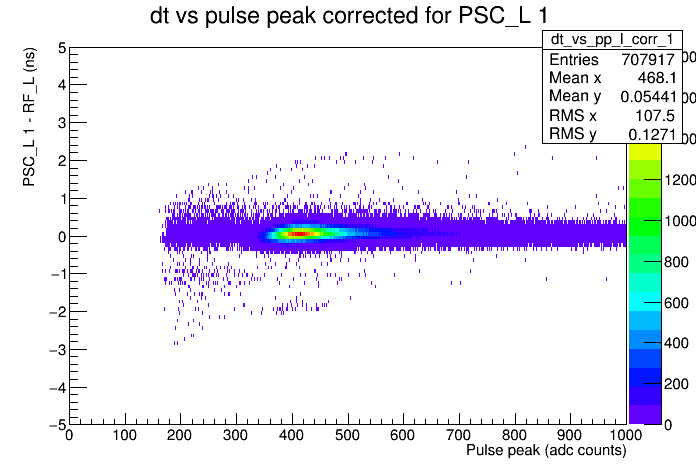 dt vs pulse peak corrected for PSC_L 1
dt_vs_pp_l_corr_1
Entries 707917
Mean x 468.1
Mean y 0.05441
RMS x 107.5
RMS y 0.1271
PSC_L 1 - RF_L (ns)
5
4
3
2
1
0
−1
−2
−3
−4
−5
0 100 200 300 400 500 600 700 800 900 1000
Pulse peak (adc counts)
1200
1000
800
600
400
200
0